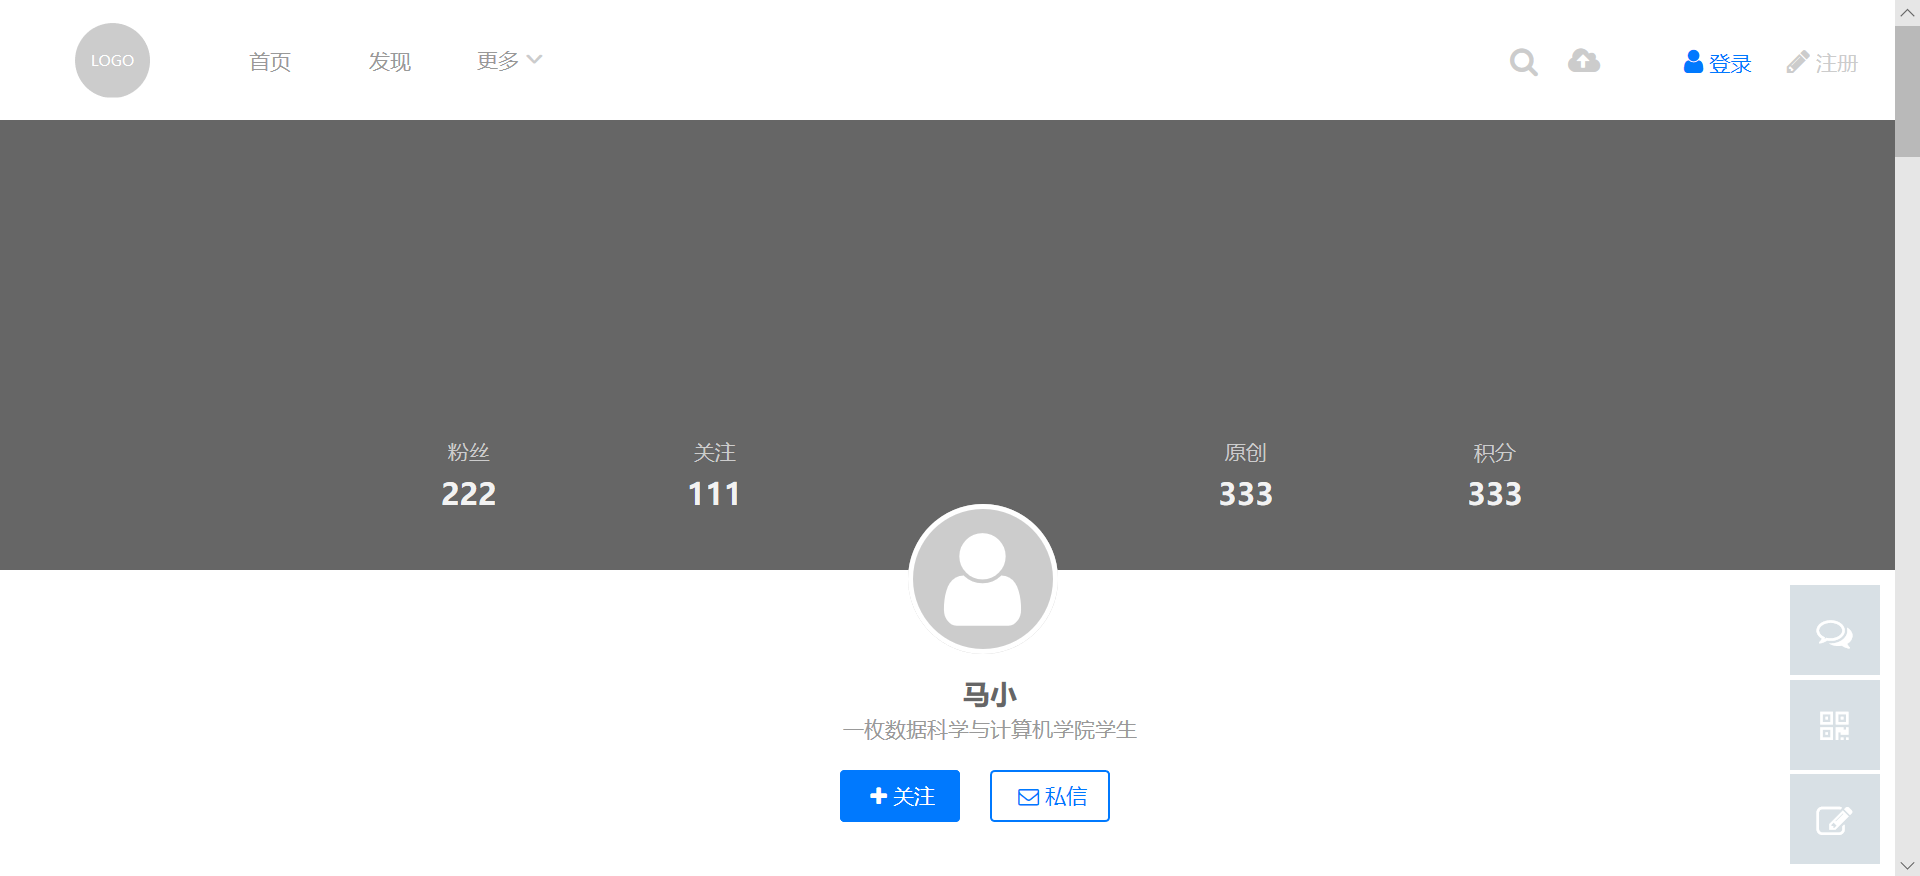 LOGO 首页 发现 更多 登录 注册
粉丝 关注 原创 积分
222 111 333 333
马小
一枚数据科学与计算机学院学生
关注 私信